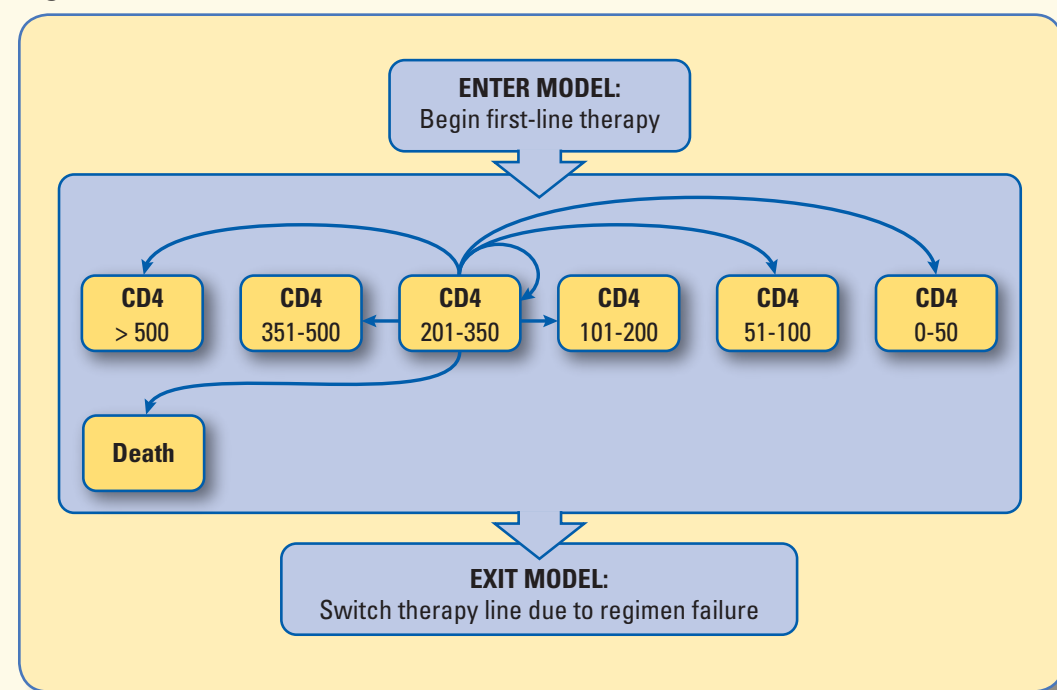 ENTER MODEL:
Begin first-line therapy
CD4
> 500
CD4
351-500
CD4
201-350
CD4
101-200
CD4
51-100
CD4
0-50
Death
EXIT MODEL:
Switch therapy line due to regimen failure